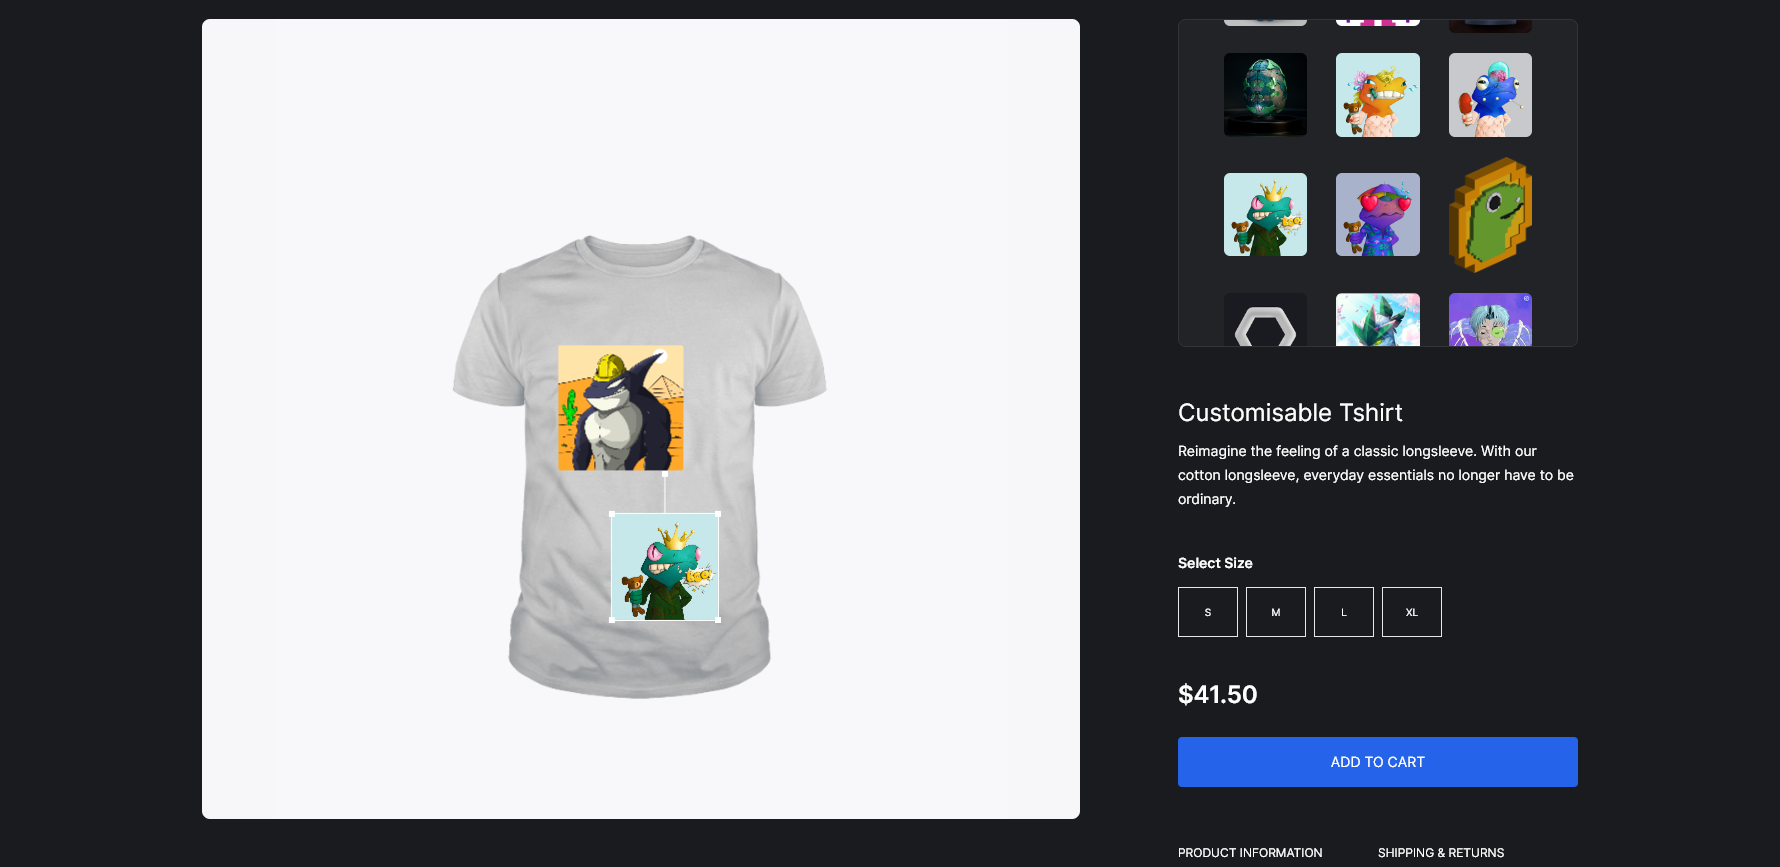 Customisable Tshirt
Reimagine the feeling of a classic longsleeve. With our
cotton longsleeve, everyday essentials no longer have to be
ordinary.
Select Size
S
M
L
XL
$41.50
ADD TO CART
PRODUCT INFORMATION
SHIPPING & RETURNS